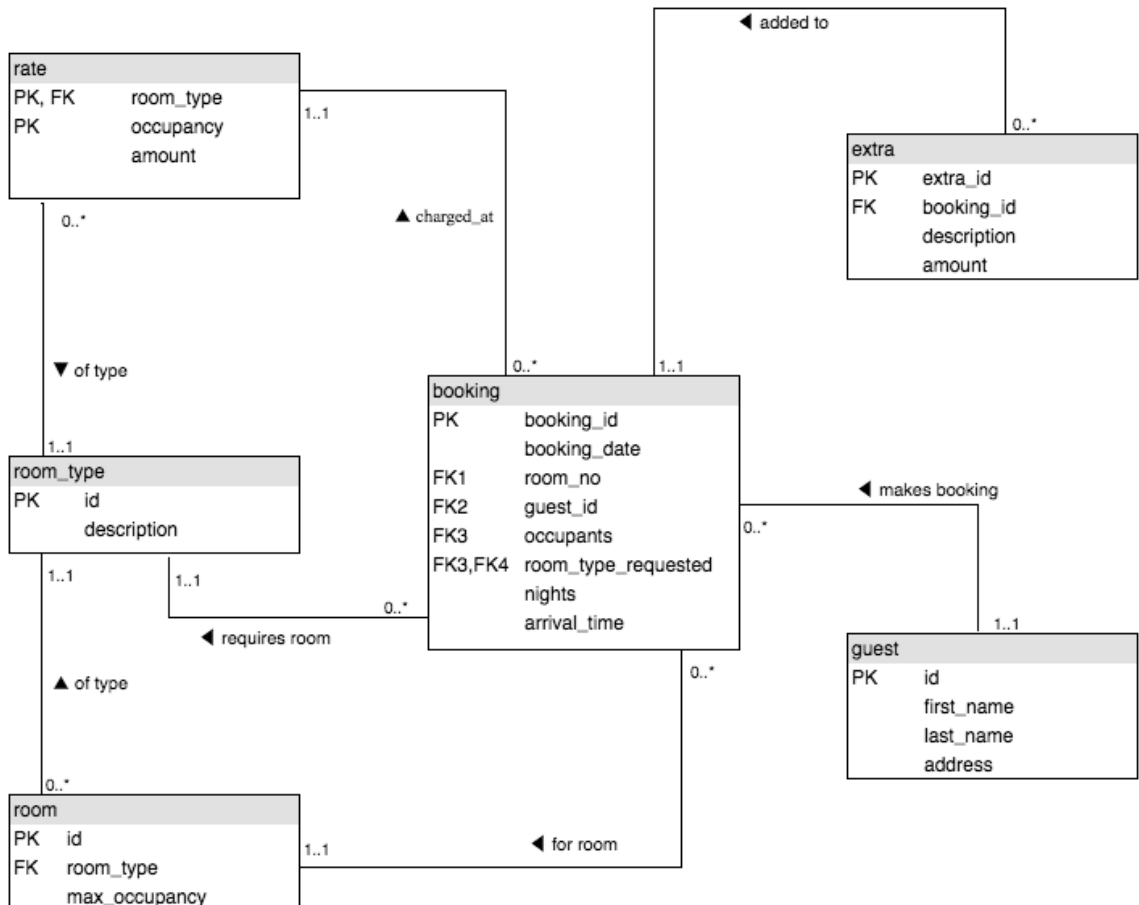 ◀ added to
rate
PK, FK room_type
PK occupancy
amount
1..1
0..*
extra
PK extra_id
FK booking_id
description
amount
0..*
▲ charged_at
▼ of type
0..*
1..1
booking
PK booking_id
booking_date
FK1 room_no
FK2 guest_id
FK3 occupants
FK3,FK4 room_type_requested
nights
arrival_time
1..1
room_type
PK id
description
◀ makes booking
0..*
1..1
1..1
0..*
◀ requires room
1..1
guest
PK id
first_name
last_name
address
0..*
▲ of type
0..*
room
PK id
FK room_type
max_occupancy
1..1
◀ for room